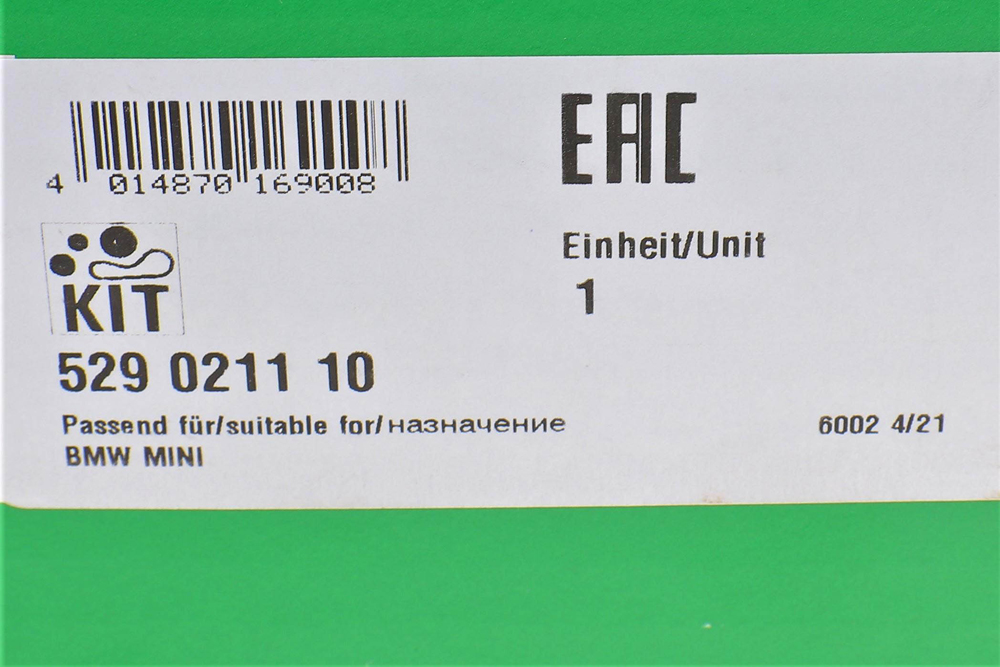 4 014870 169008
EAC
Einheit/Unit
1
KIT
529 0211 10
Passend für/suitable for/назначение
BMW MINI
6002 4/21